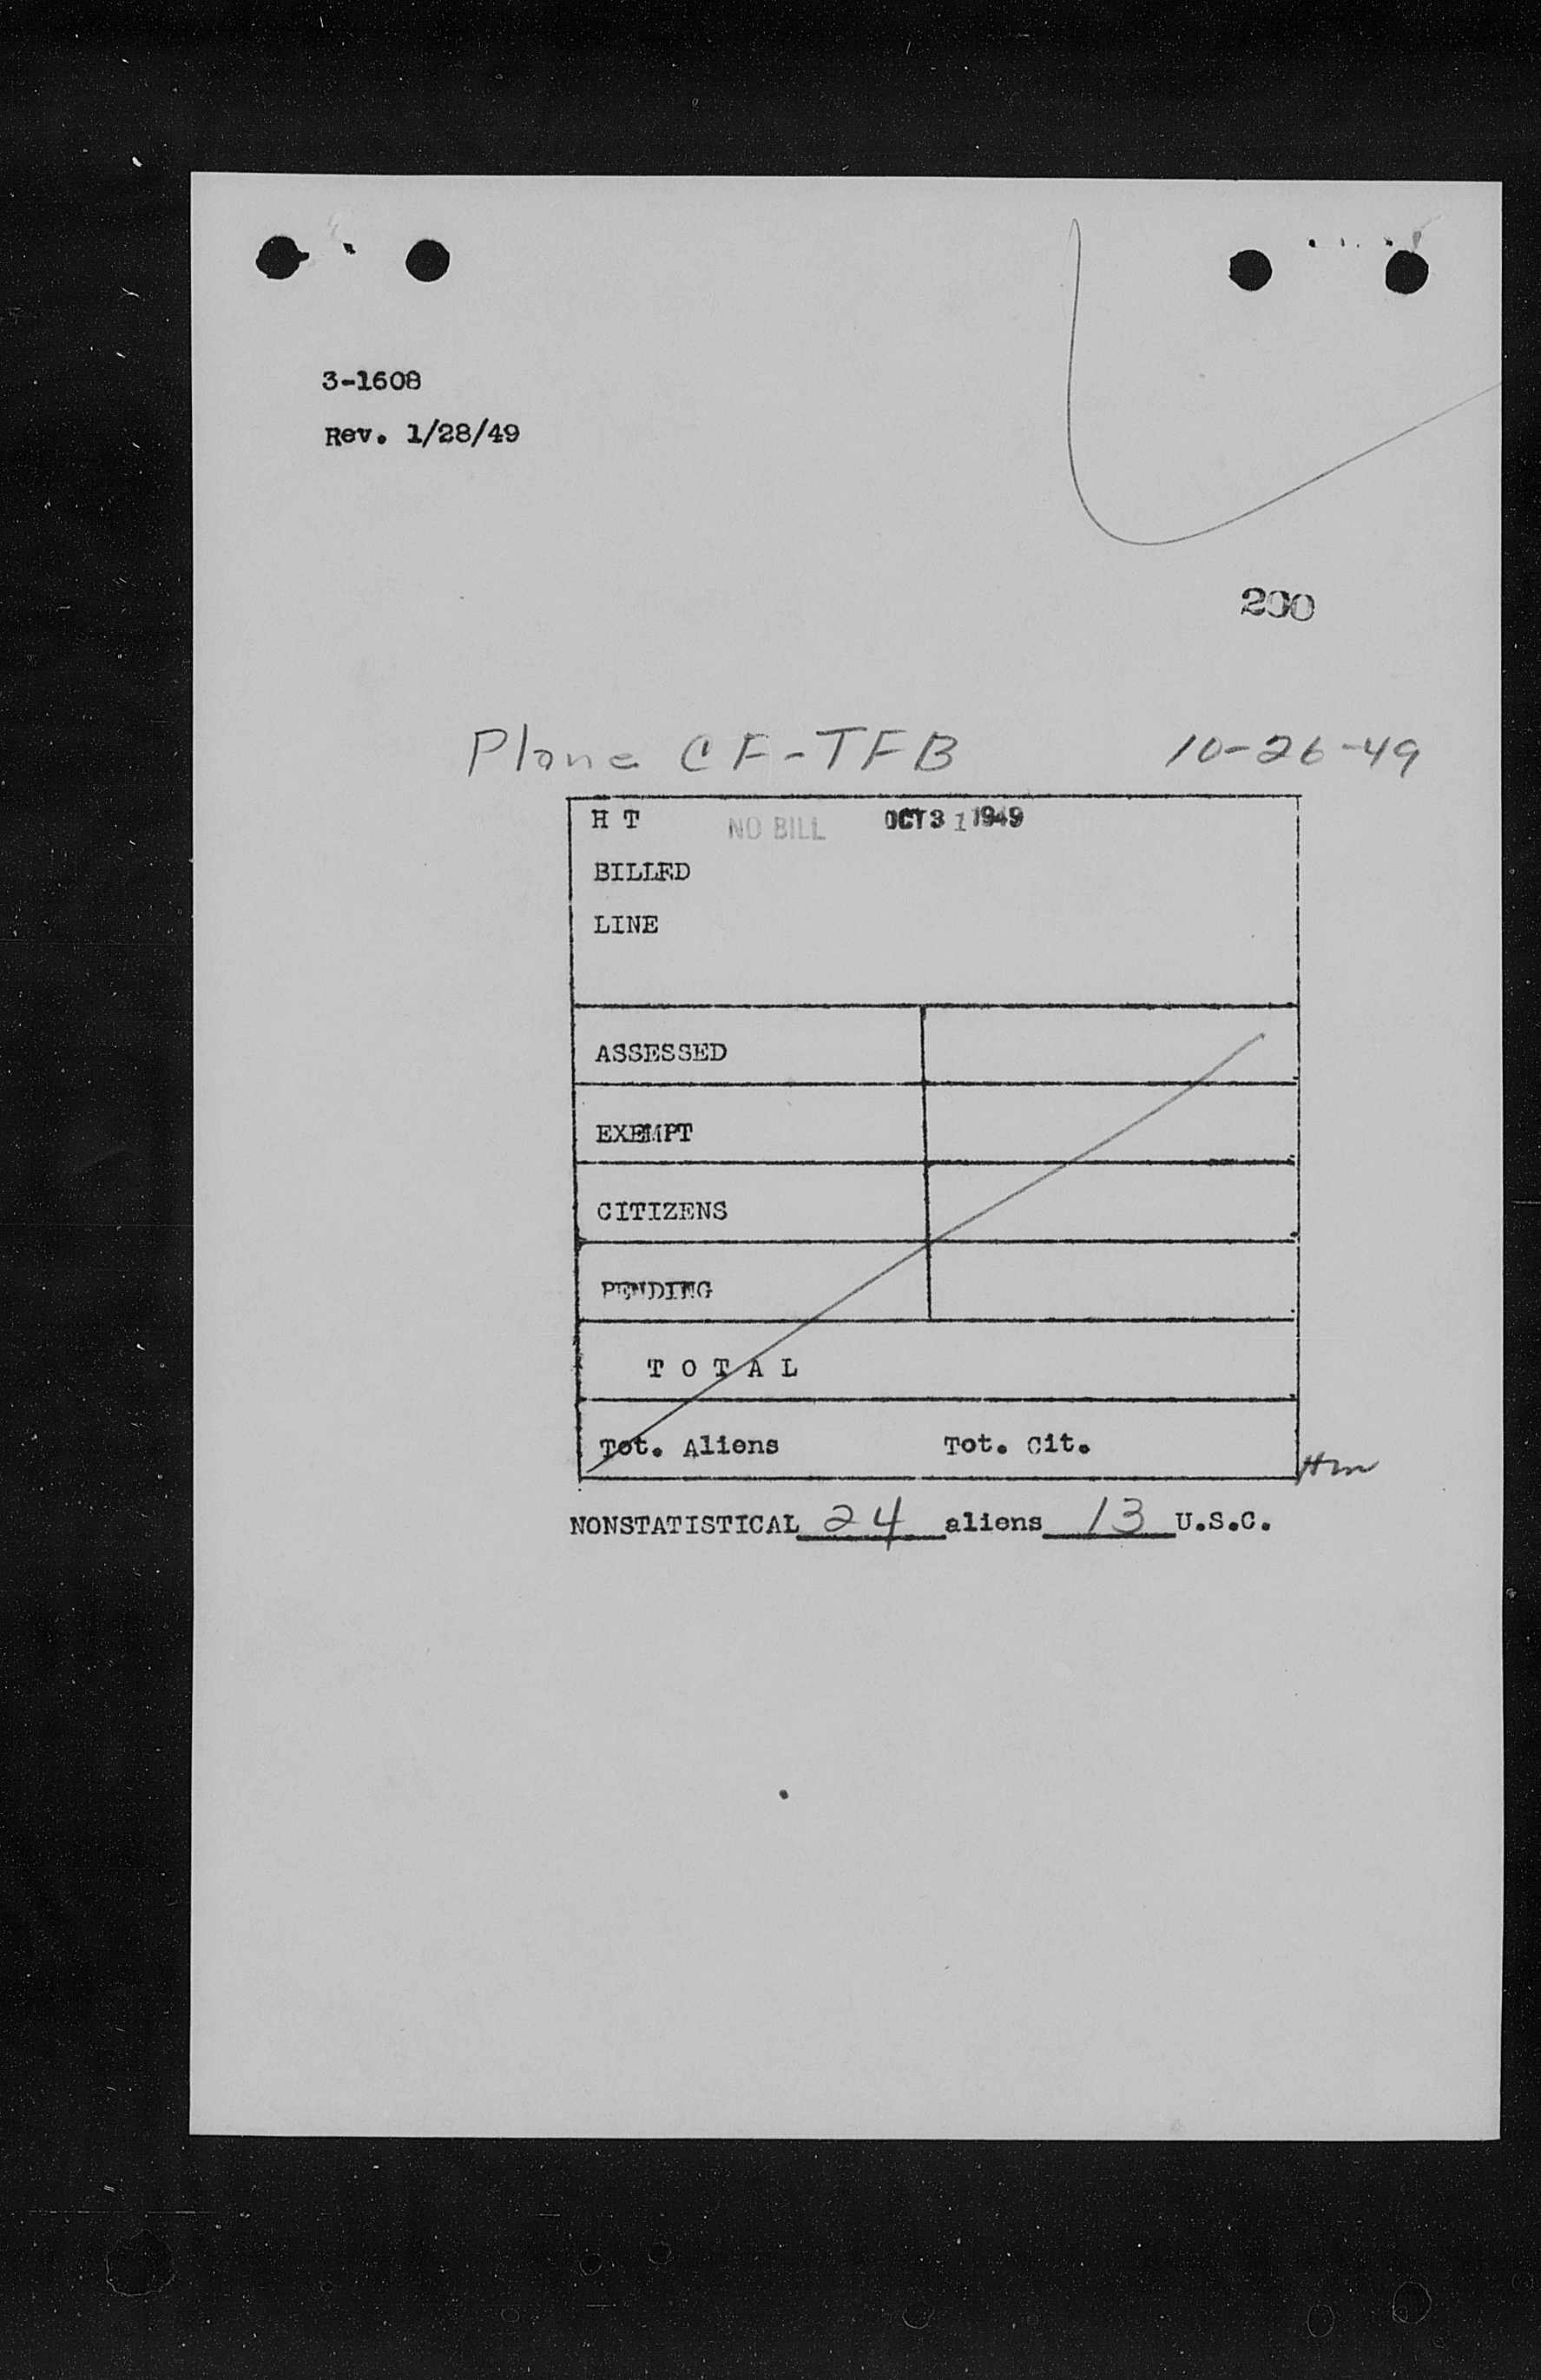 3-1608
Rev. 1/28/49
200
Plane CF-TFB 10-26-49
H T NO BILL OCT 31 1949
BILLED
LINE
ASSESSED
EXEMPT
CITIZENS
PENDING
T O T A L
Tot. Aliens Tot. Cit.
Hm
NONSTATISTICAL 24 aliens 13 U.S.C.